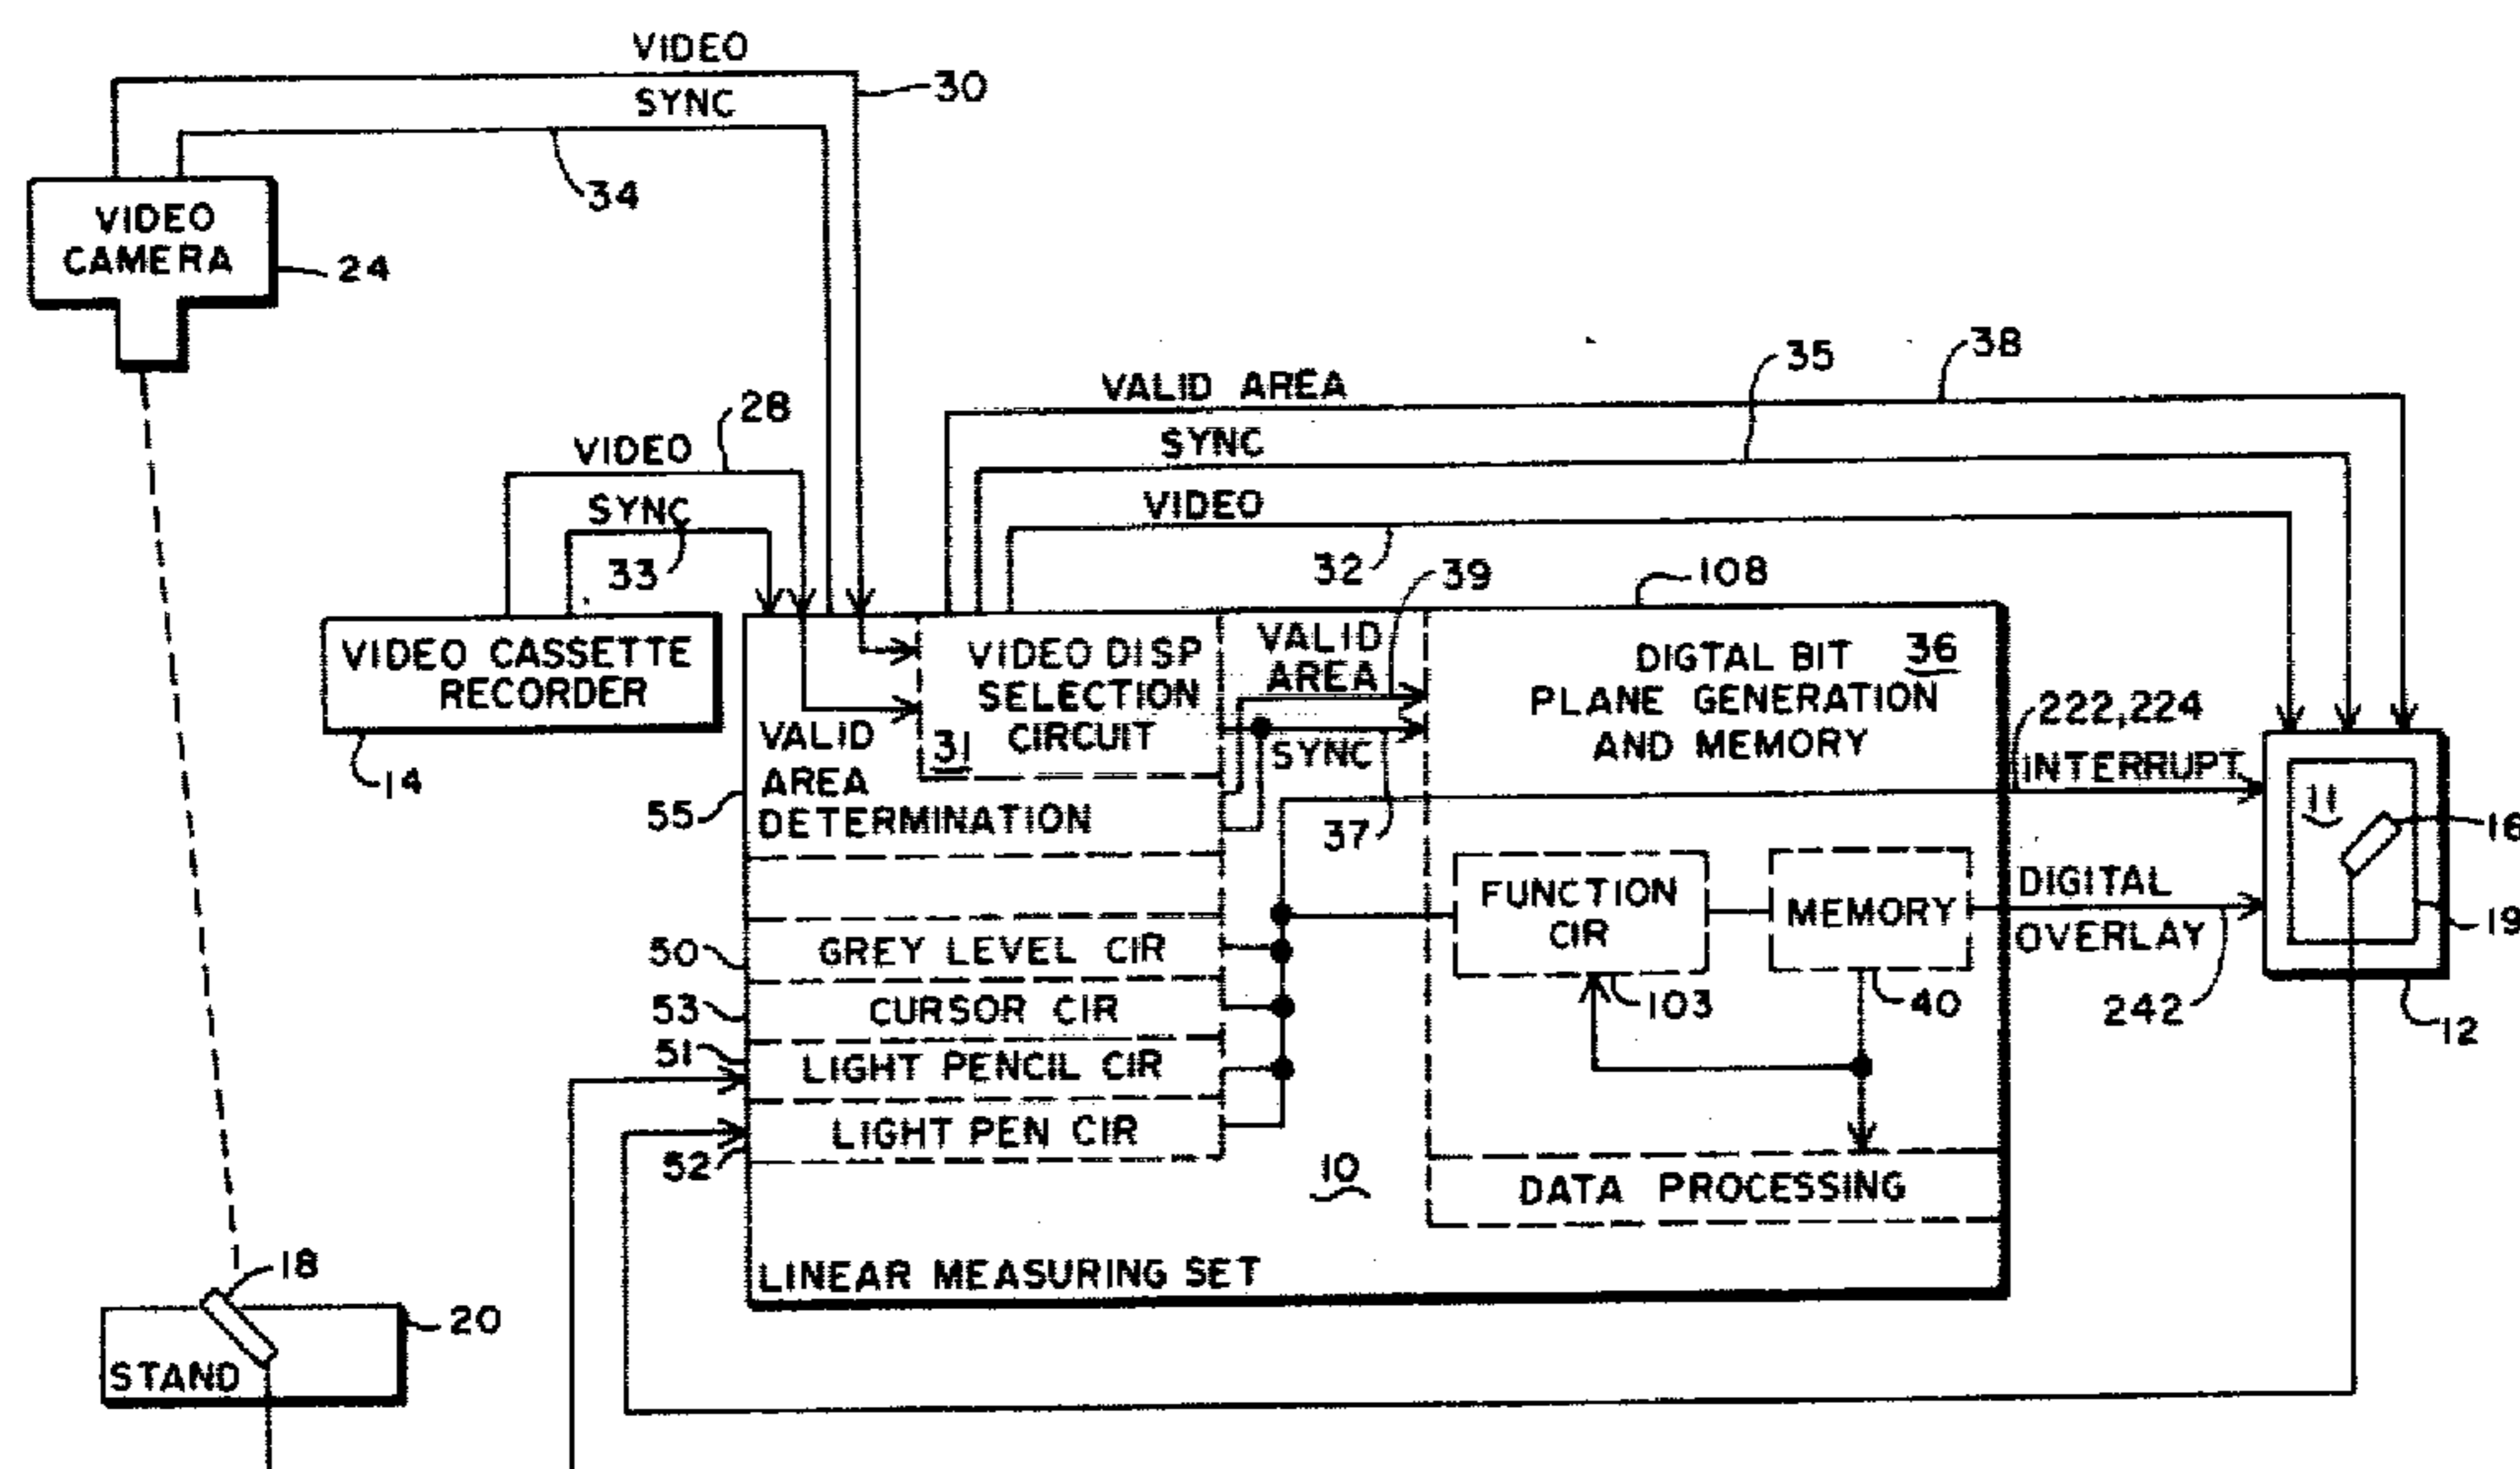 VIDEO
30
SYNC
34
VIDEO
CAMERA
24
38
35
VALID AREA
28
VIDEO
SYNC
SYNC
VIDEO
33
32
39
108
VIDEO CASSETTE
RECORDER
14
VIDEO DISP
SELECTION
CIRCUIT
31
VALID
AREA
DETERMINATION
55
VALID
AREA
SYNC
37
DIGTAL BIT
36
PLANE GENERATION
AND MEMORY
222,224
INTERRUPT
11
16
FUNCTION
CIR
MEMORY
DIGITAL
OVERLAY
19
50
GREY LEVEL CIR
53
CURSOR CIR
103
40
242
12
51
LIGHT PENCIL CIR
LIGHT PEN CIR
52
10
DATA PROCESSING
LINEAR MEASURING SET
18
20
STAND